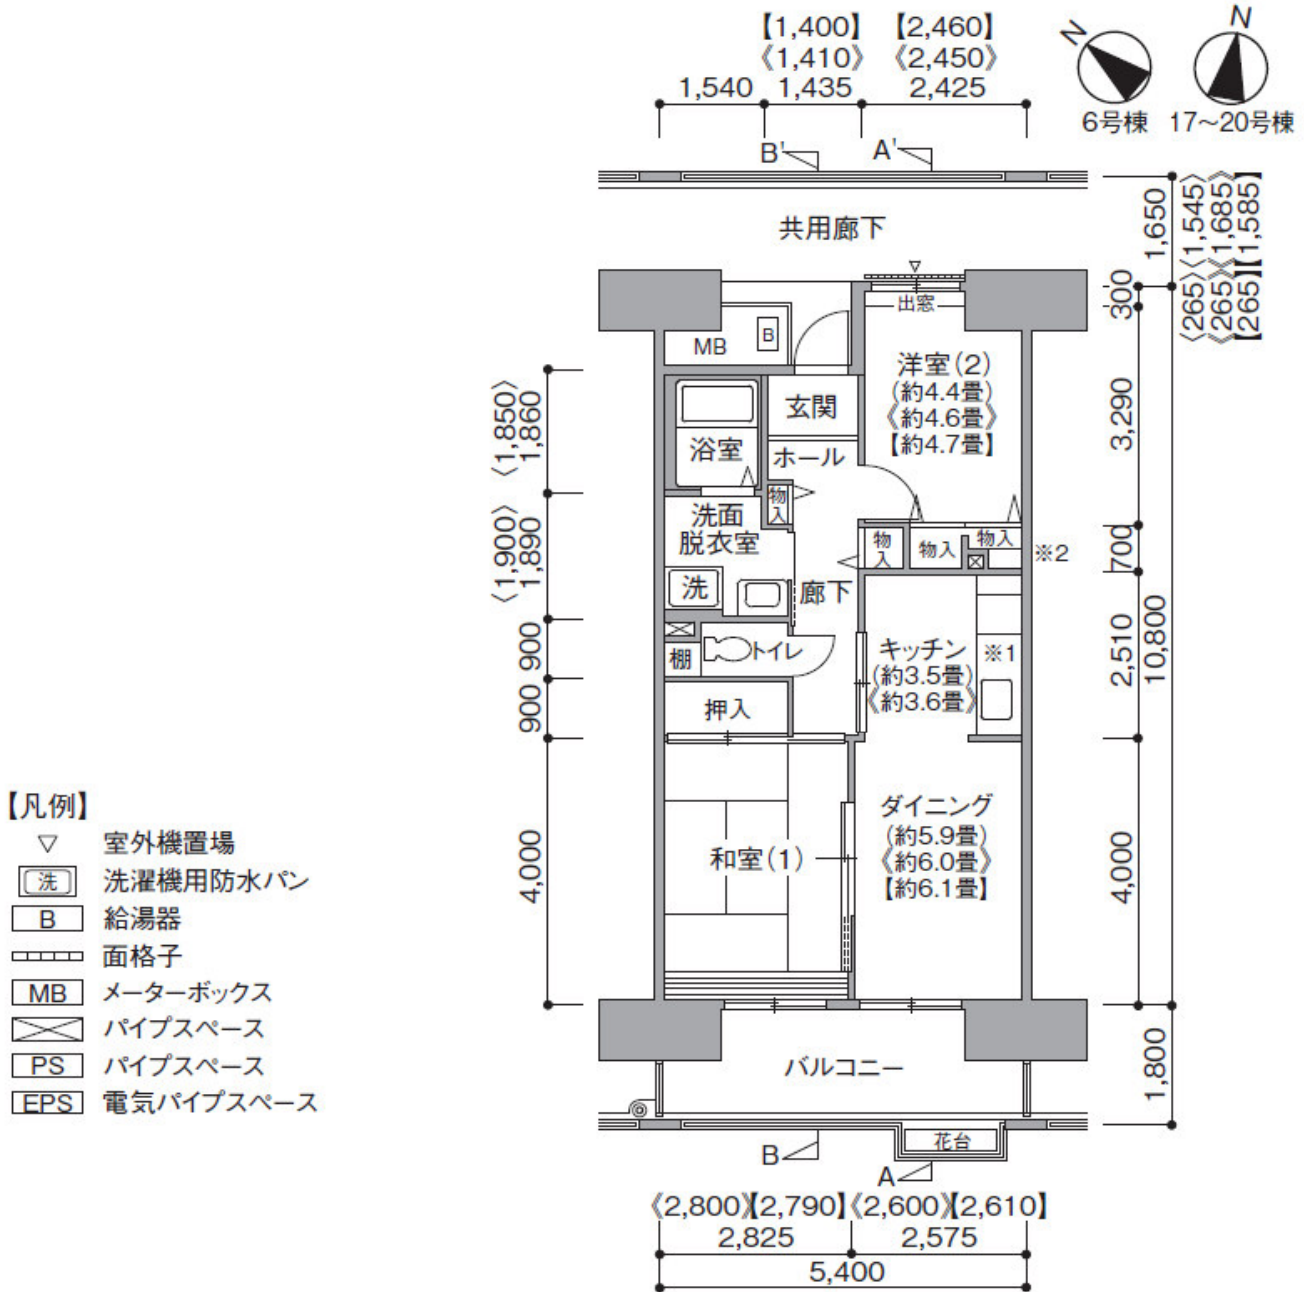 【1,400】【2,460】
《1,410》《2,450》
1,540 1,435 2,425
N
6号棟
N
17～20号棟
B' A'
共用廊下
1,650
〈1,545〉
《1,685》
【1,585】
300
〈265〉
《265》
【265】
出窓
MB
B
洋室(2)
(約4.4畳)
《約4.6畳》
【約4.7畳】
玄関
浴室
ホール
〈1,850〉
1,860
3,290
物入
洗面
脱衣室
物入
物入
物入
※2
700
〈1,900〉
1,890
洗
廊下
キッチン
(約3.5畳)
《約3.6畳》
※1
2,510
10,800
トイレ
棚
900
押入
900
和室(1)
ダイニング
(約5.9畳)
《約6.0畳》
【約6.1畳】
4,000
4,000
バルコニー
1,800
花台
B
A
《2,800》【2,790】《2,600》【2,610】
2,825 2,575
5,400
【凡例】
▽ 室外機置場
洗 洗濯機用防水パン
B 給湯器
面格子
MB メーターボックス
パイプスペース
PS パイプスペース
EPS 電気パイプスペース